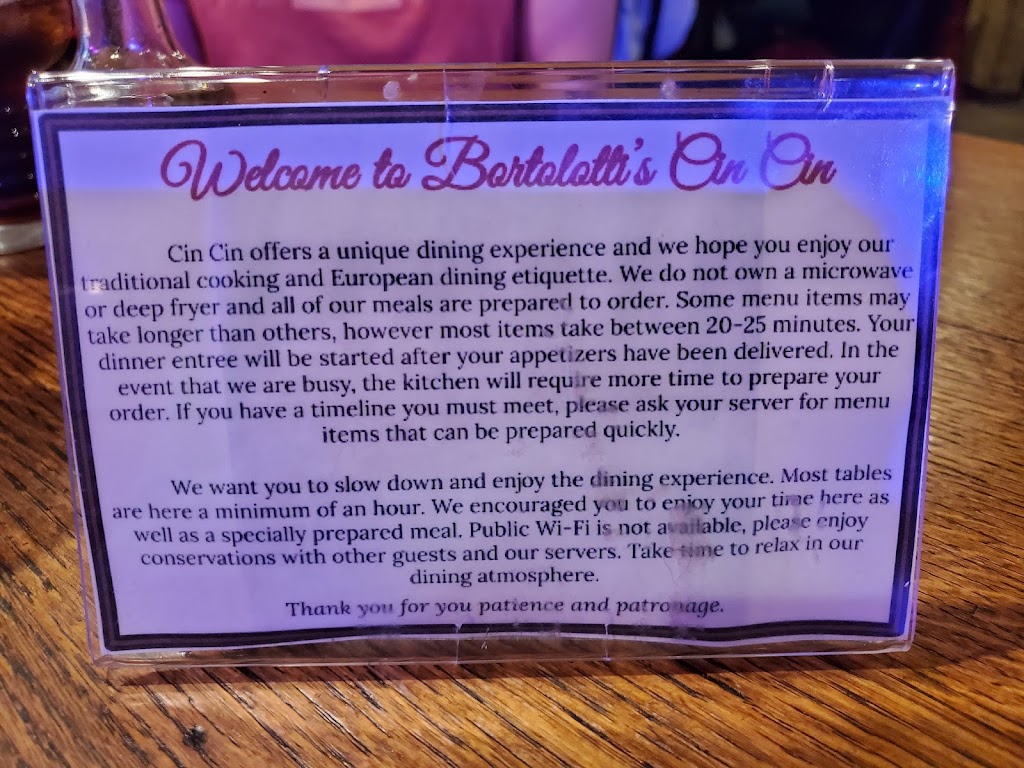 Welcome to Bortolotti's Cin Cin
Cin Cin offers a unique dining experience and we hope you enjoy our
traditional cooking and European dining etiquette. We do not own a microwave
or deep fryer and all of our meals are prepared to order. Some menu items may
take longer than others, however most items take between 20-25 minutes. Your
dinner entree will be started after your appetizers have been delivered. In the
event that we are busy, the kitchen will require more time to prepare your
order. If you have a timeline you must meet, please ask your server for menu
items that can be prepared quickly.
We want you to slow down and enjoy the dining experience. Most tables
are here a minimum of an hour. We encouraged you to enjoy your time here as
well as a specially prepared meal. Public Wi-Fi is not available, please enjoy
conservations with other guests and our servers. Take time to relax in our
dining atmosphere.
Thank you for you patience and patronage.